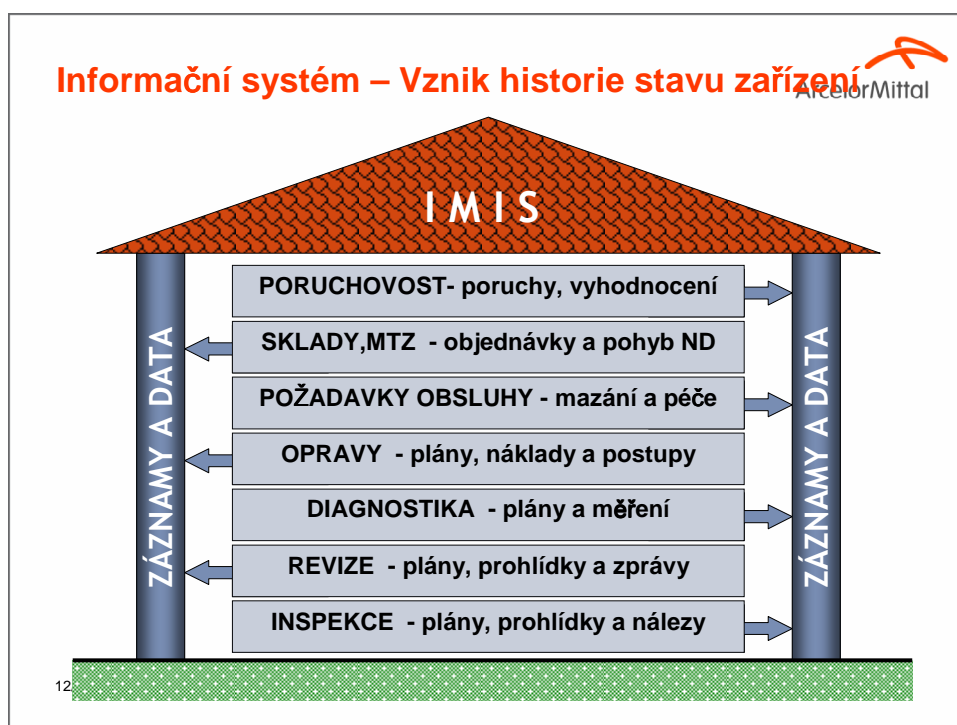 Informační systém – Vznik historie stavu zařízení
ArcelorMittal
I M I S
PORUCHOVOST- poruchy, vyhodnocení
SKLADY,MTZ - objednávky a pohyb ND
POŽADAVKY OBSLUHY - mazání a péče
OPRAVY - plány, náklady a postupy
DIAGNOSTIKA - plány a měření
REVIZE - plány, prohlídky a zprávy
INSPEKCE - plány, prohlídky a nálezy
ZÁZNAMY A DATA
ZÁZNAMY A DATA
12